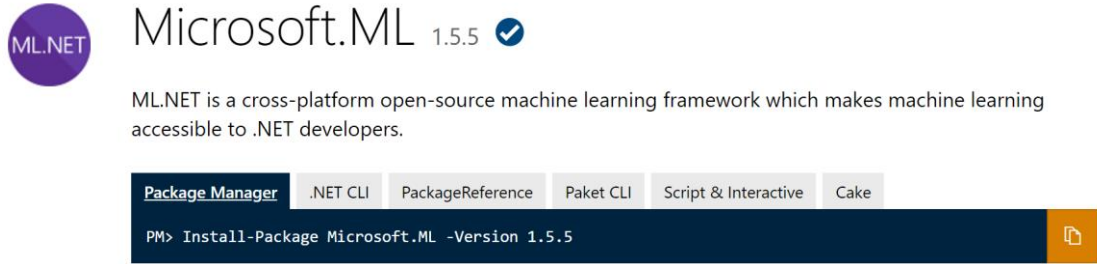 ML.NET
Microsoft.ML 1.5.5
ML.NET is a cross-platform open-source machine learning framework which makes machine learning
accessible to .NET developers.
Package Manager .NET CLI PackageReference Paket CLI Script & Interactive Cake
PM> Install-Package Microsoft.ML -Version 1.5.5